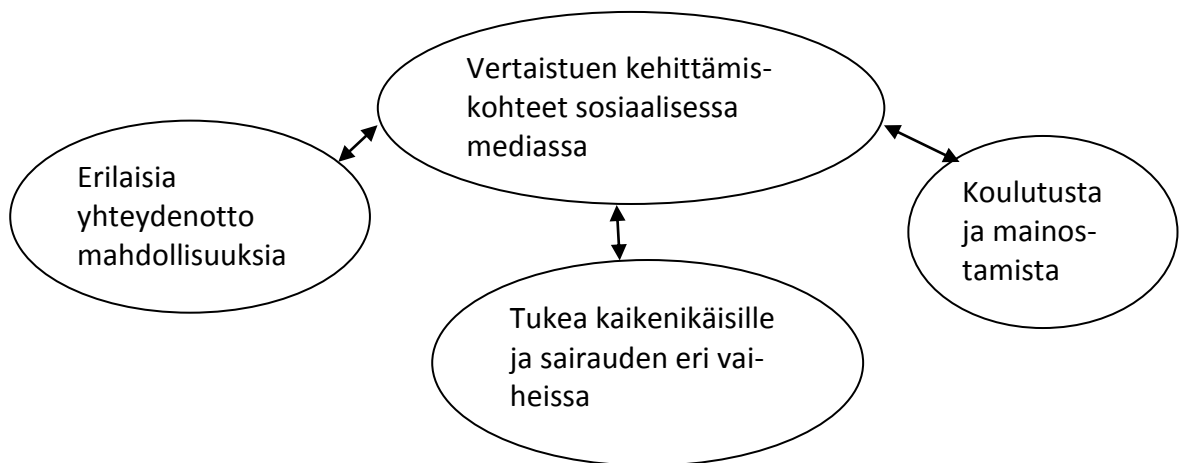 Vertaistuen kehittämis-
kohteet sosiaalisessa
mediassa
Erilaisia
yhteydenotto
mahdollisuuksia
Koulutusta
ja mainos-
tamista
Tukea kaikenikäisille
ja sairauden eri vai-
heissa